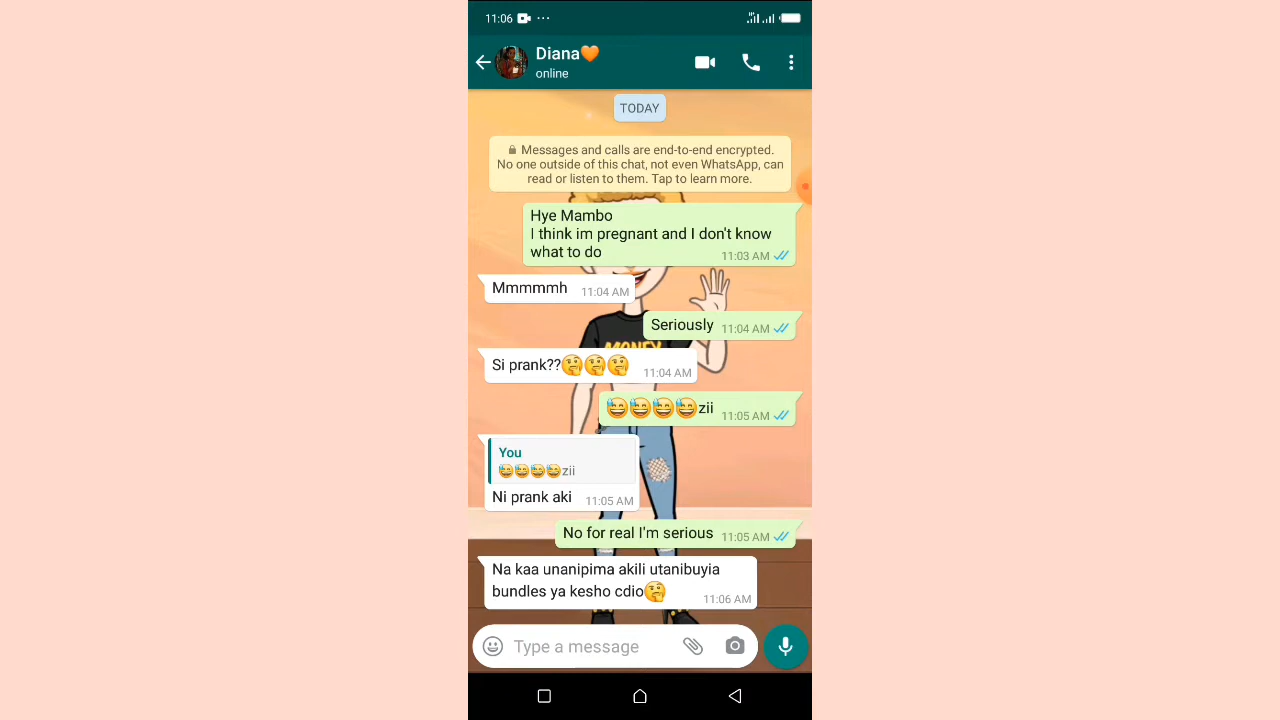 11:06
Diana🧡
online
TODAY
Messages and calls are end-to-end encrypted.
No one outside of this chat, not even WhatsApp, can
read or listen to them. Tap to learn more.
Hye Mambo
I think im pregnant and I don't know
what to do
11:03 AM
Mmmmmh 11:04 AM
Seriously 11:04 AM
Si prank??🤔🤔🤔 11:04 AM
😅😅😅😅zii 11:05 AM
You
😅😅😅😅zii
Ni prank aki 11:05 AM
No for real I'm serious 11:05 AM
Na kaa unanipima akili utanibuyia
bundles ya kesho cdio🤔 11:06 AM
Type a message
MONEY